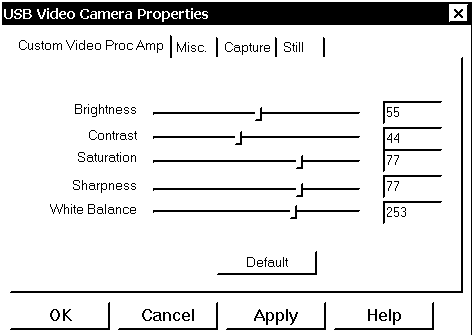 USB Video Camera Properties
Custom Video Proc Amp Misc. Capture Still
Brightness 55
Contrast 44
Saturation 77
Sharpness 77
White Balance 253
Default
OK Cancel Apply Help